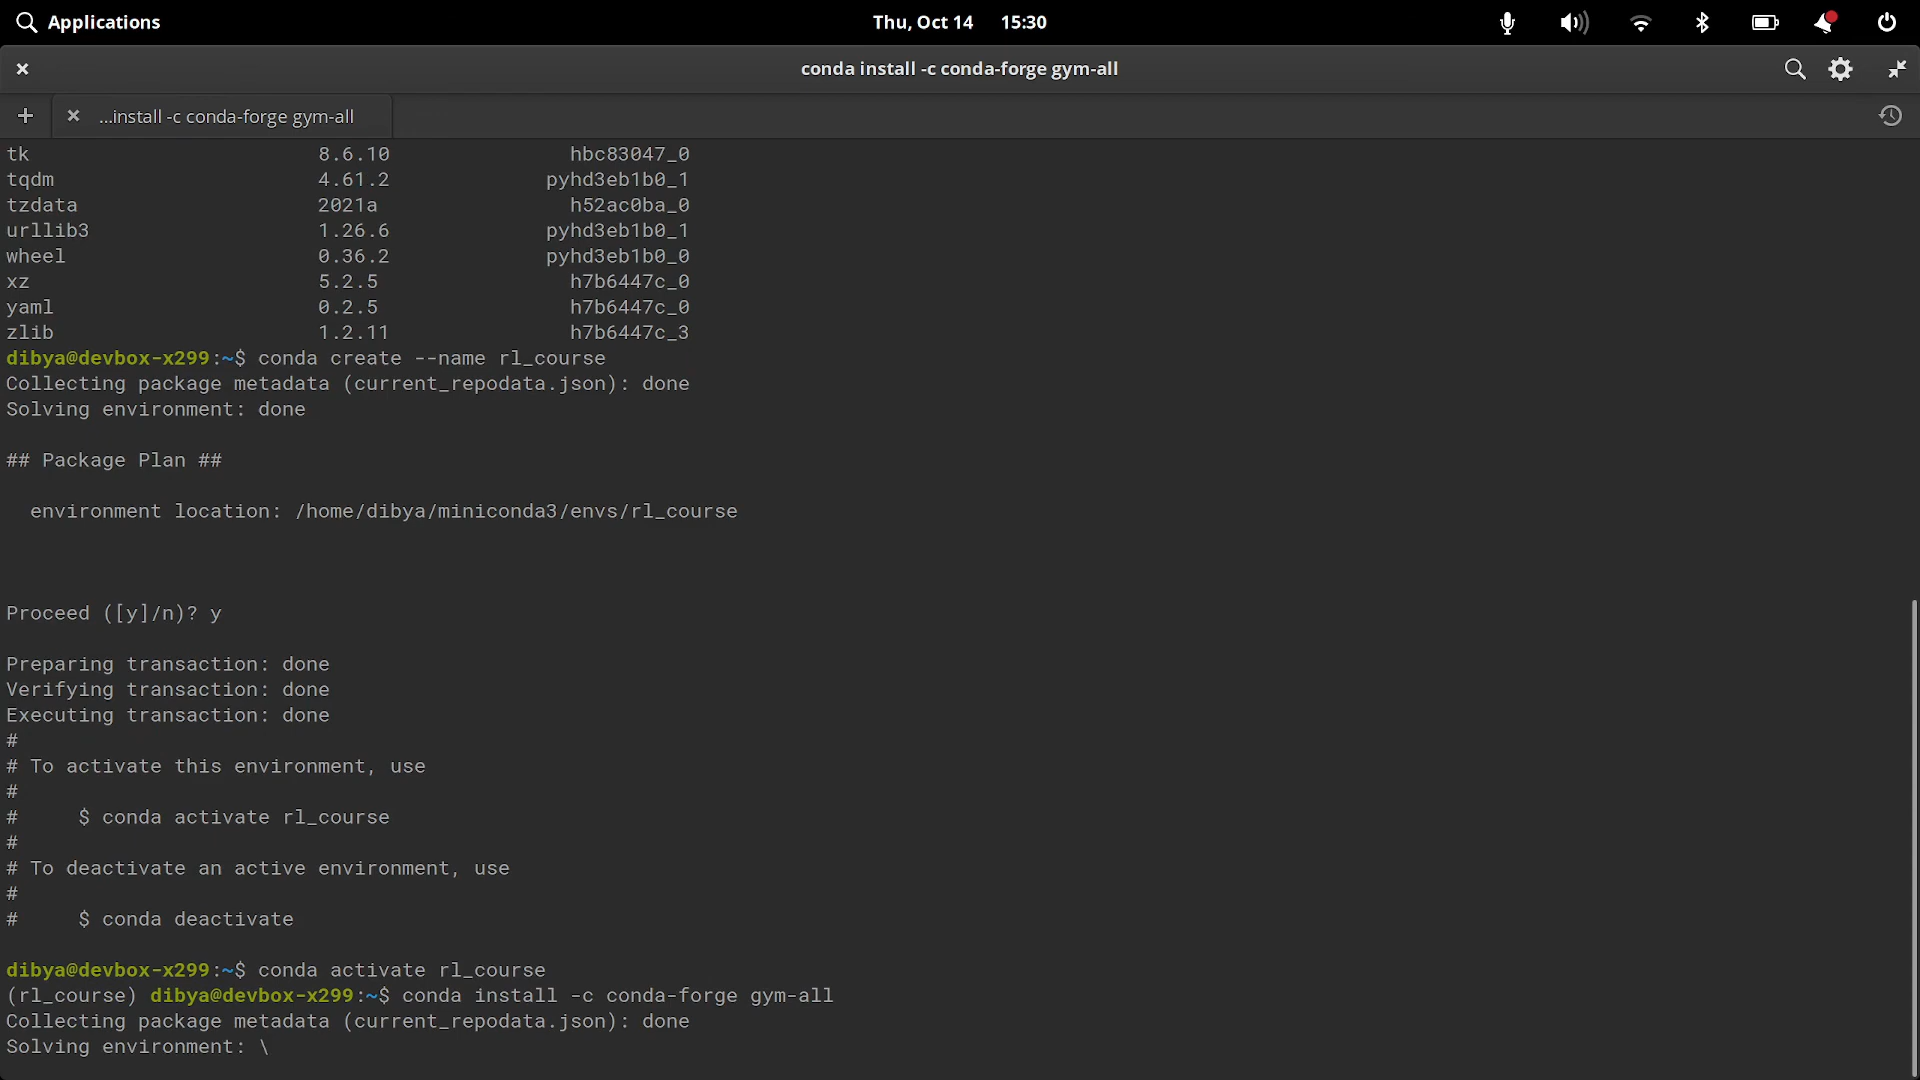 Applications
Thu, Oct 14 15:30
conda install -c conda-forge gym-all
...install -c conda-forge gym-all
tk 8.6.10 hbc83047_0
tqdm 4.61.2 pyhd3eb1b0_1
tzdata 2021a h52ac0ba_0
urllib3 1.26.6 pyhd3eb1b0_1
wheel 0.36.2 pyhd3eb1b0_0
xz 5.2.5 h7b6447c_0
yaml 0.2.5 h7b6447c_0
zlib 1.2.11 h7b6447c_3
dibya@devbox-x299:~$ conda create --name rl_course
Collecting package metadata (current_repodata.json): done
Solving environment: done
## Package Plan ##
environment location: /home/dibya/miniconda3/envs/rl_course
Proceed ([y]/n)? y
Preparing transaction: done
Verifying transaction: done
Executing transaction: done
#
# To activate this environment, use
#
# $ conda activate rl_course
#
# To deactivate an active environment, use
#
# $ conda deactivate
dibya@devbox-x299:~$ conda activate rl_course
(rl_course) dibya@devbox-x299:~$ conda install -c conda-forge gym-all
Collecting package metadata (current_repodata.json): done
Solving environment: \